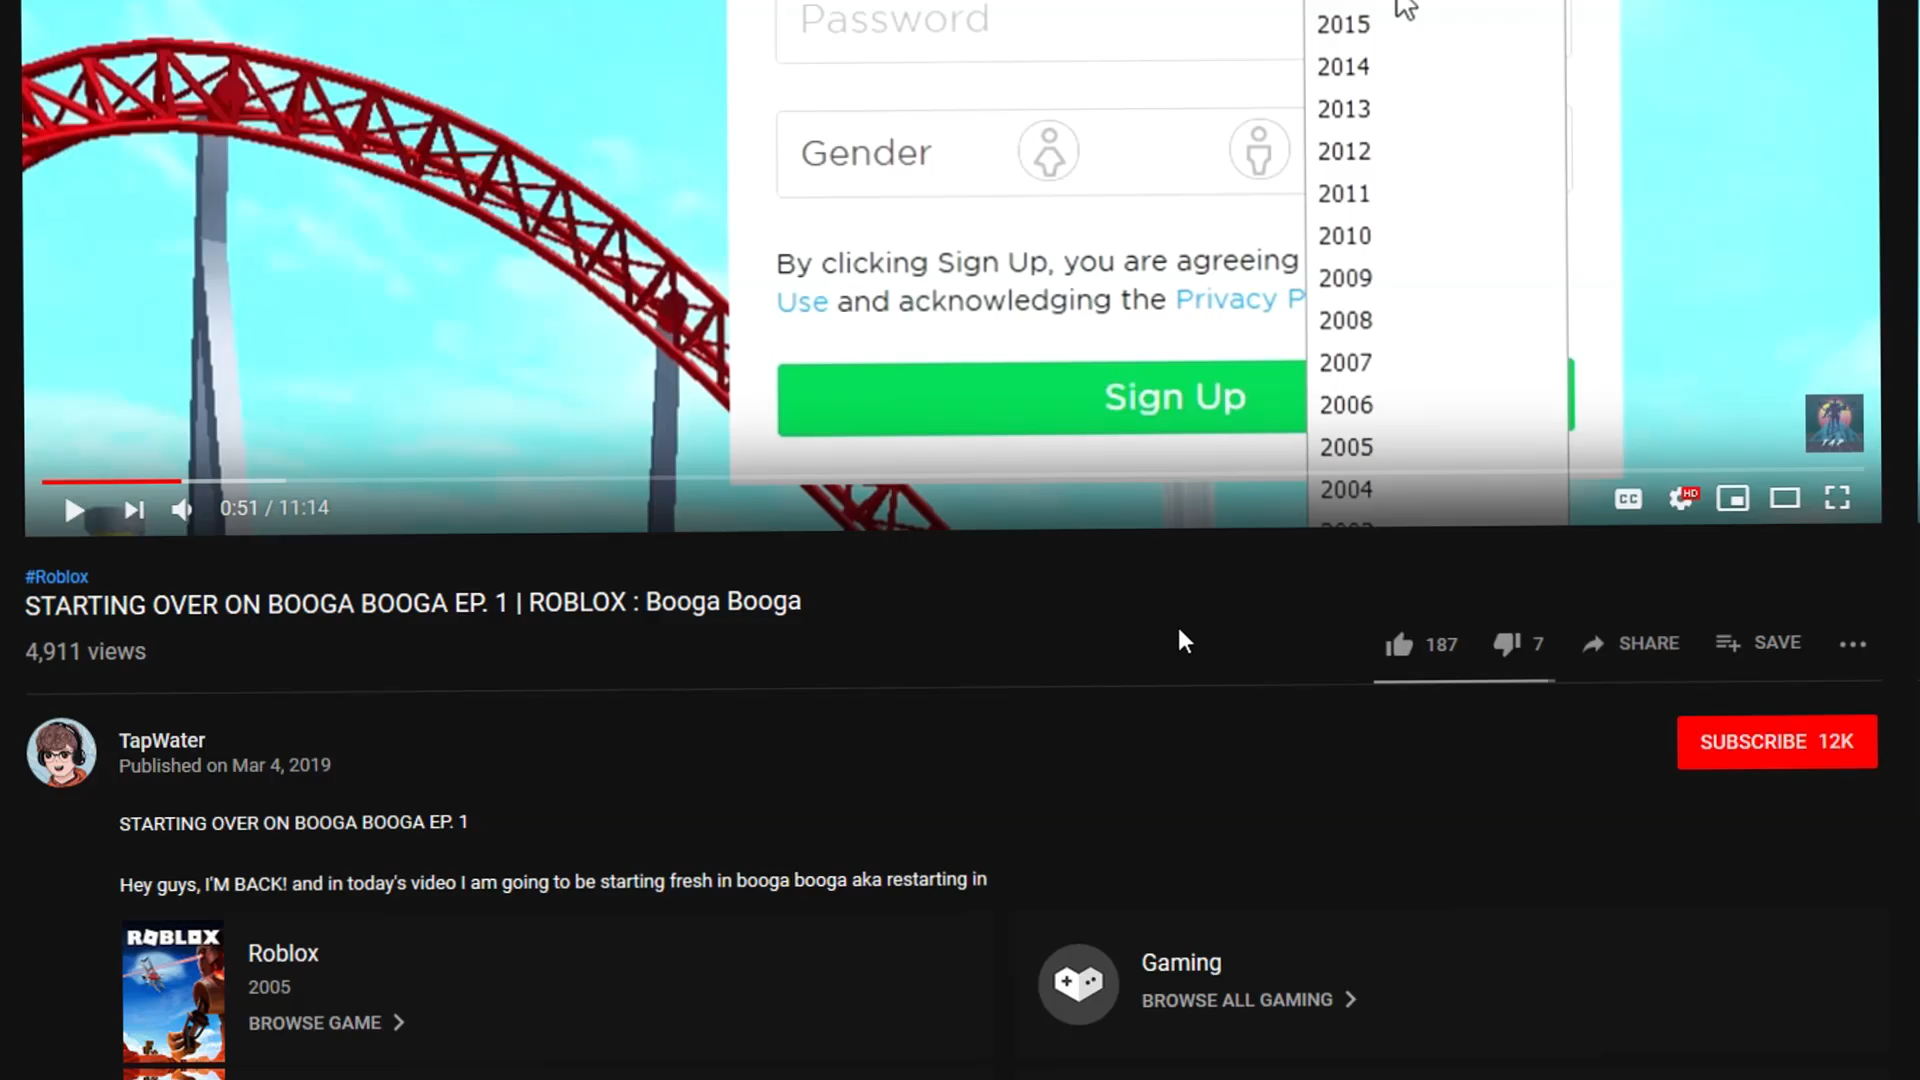 Password
2015
2014
2013
Gender
2012
2011
2010
By clicking Sign Up, you are agreeing
2009
Use and acknowledging the Privacy P
2008
2007
Sign Up
2006
2005
2004
TAP
0:51 / 11:14
CC
HD
#Roblox
STARTING OVER ON BOOGA BOOGA EP. 1 | ROBLOX : Booga Booga
4,911 views
187
7
SHARE
SAVE
TapWater
Published on Mar 4, 2019
SUBSCRIBE 12K
STARTING OVER ON BOOGA BOOGA EP. 1
Hey guys, I'M BACK! and in today's video I am going to be starting fresh in booga booga aka restarting in
ROBLOX
Roblox
2005
BROWSE GAME
Gaming
BROWSE ALL GAMING